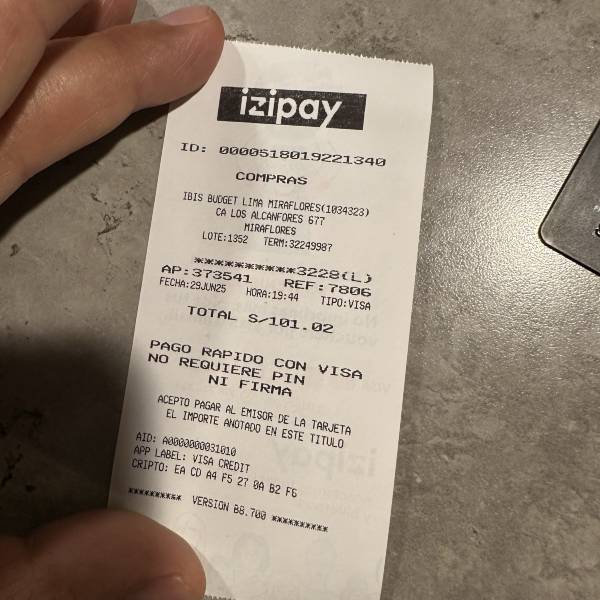 izipay
ID: 0000518019221340
COMPRAS
IBIS BUDGET LIMA MIRAFLORES(1034323)
CA LOS ALCANFORES 677
MIRAFLORES
LOTE:1352 TERM:32249987
************3228(L)
AP:373541 REF:7806
FECHA:29JUN25 HORA:19:44 TIPO:VISA
TOTAL S/101.02
PAGO RAPIDO CON VISA
NO REQUIERE PIN
NI FIRMA
ACEPTO PAGAR AL EMISOR DE LA TARJETA
EL IMPORTE ANOTADO EN ESTE TITULO
AID: A0000000031010
APP LABEL: VISA CREDIT
CRIPTO: EA CD A4 F5 27 0A B2 F6
********** VERSION B8.700 **********